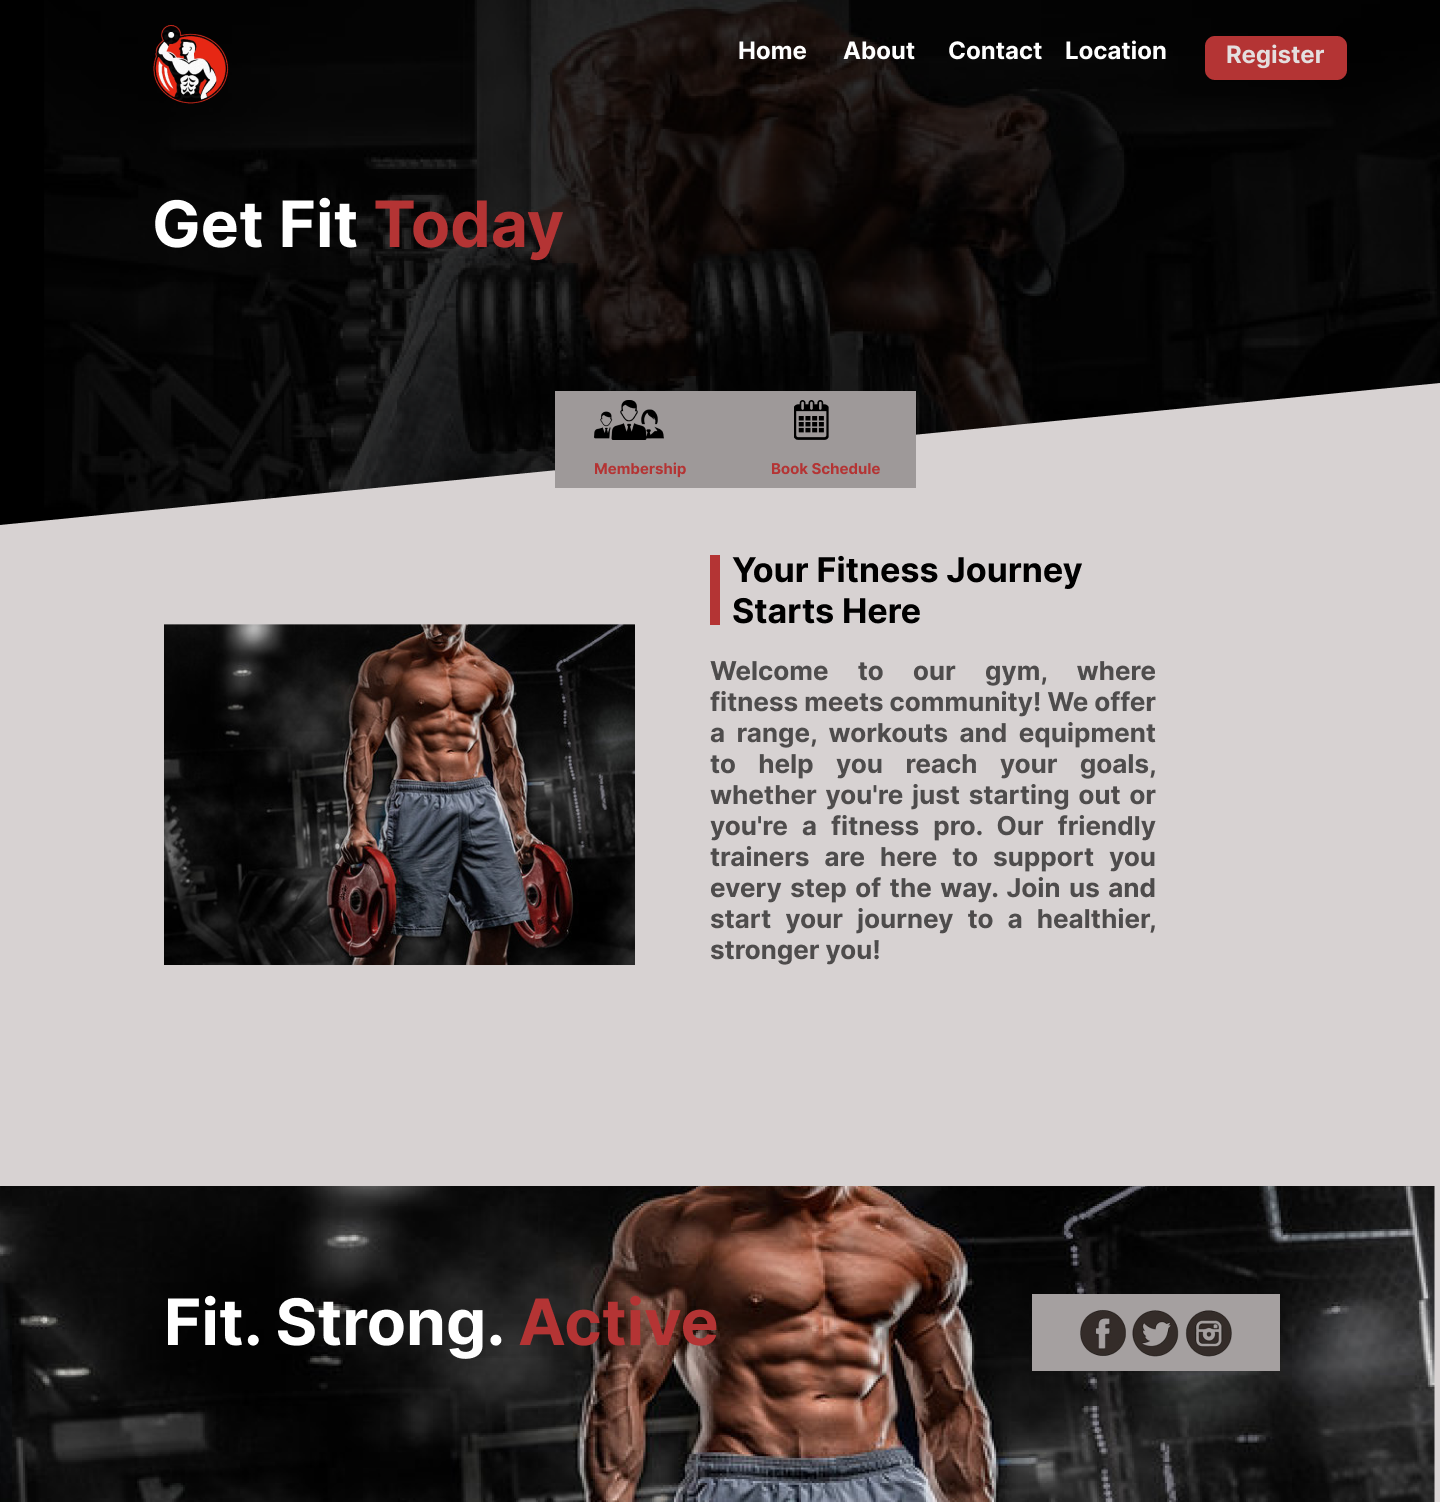 Home About Contact Location Register
Get Fit Today
Membership Book Schedule
Your Fitness Journey
Starts Here
Welcome to our gym, where
fitness meets community! We offer
a range, workouts and equipment
to help you reach your goals,
whether you're just starting out or
you're a fitness pro. Our friendly
trainers are here to support you
every step of the way. Join us and
start your journey to a healthier,
stronger you!
Fit. Strong. Active